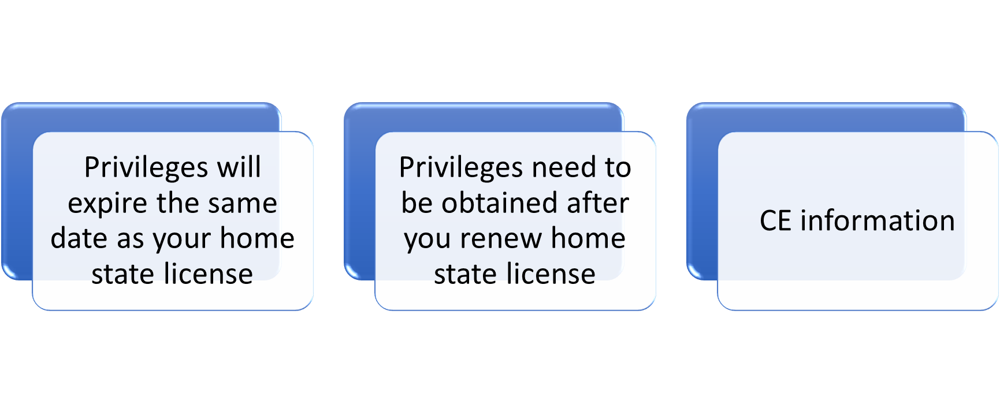 Privileges will
expire the same
date as your home
state license
Privileges need to
be obtained after
you renew home
state license
CE information